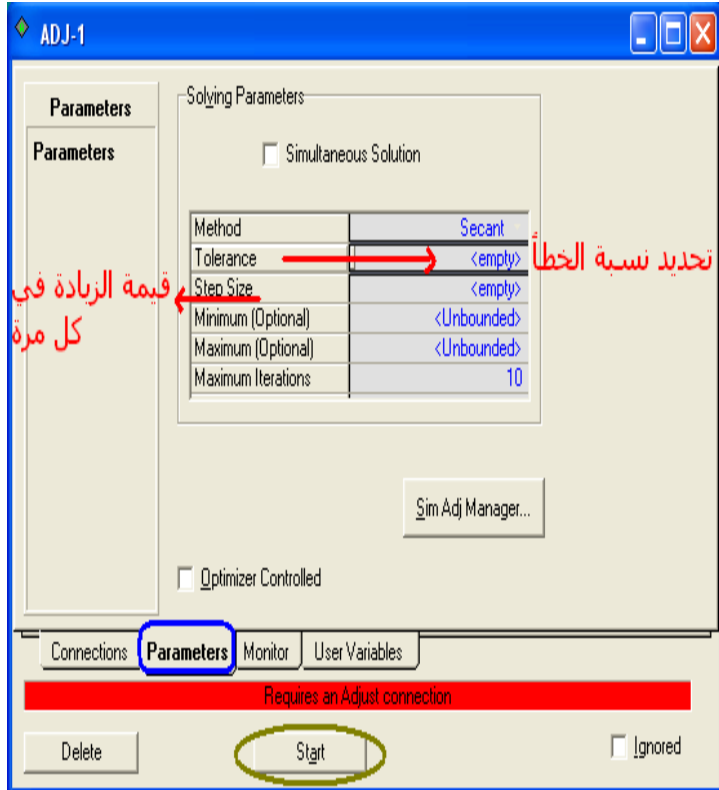 ADJ-1
Parameters
Parameters
Solving Parameters
Simultaneous Solution
Method Secant
Tolerance <empty>
تحديد نسبة الخطأ
Step Size <empty>
قيمة الزيادة في
كل مرة
Minimum (Optional) <Unbounded>
Maximum (Optional) <Unbounded>
Maximum Iterations 10
Sim Adj Manager...
Optimizer Controlled
Connections Parameters Monitor User Variables
Requires an Adjust connection
Delete Start Ignored